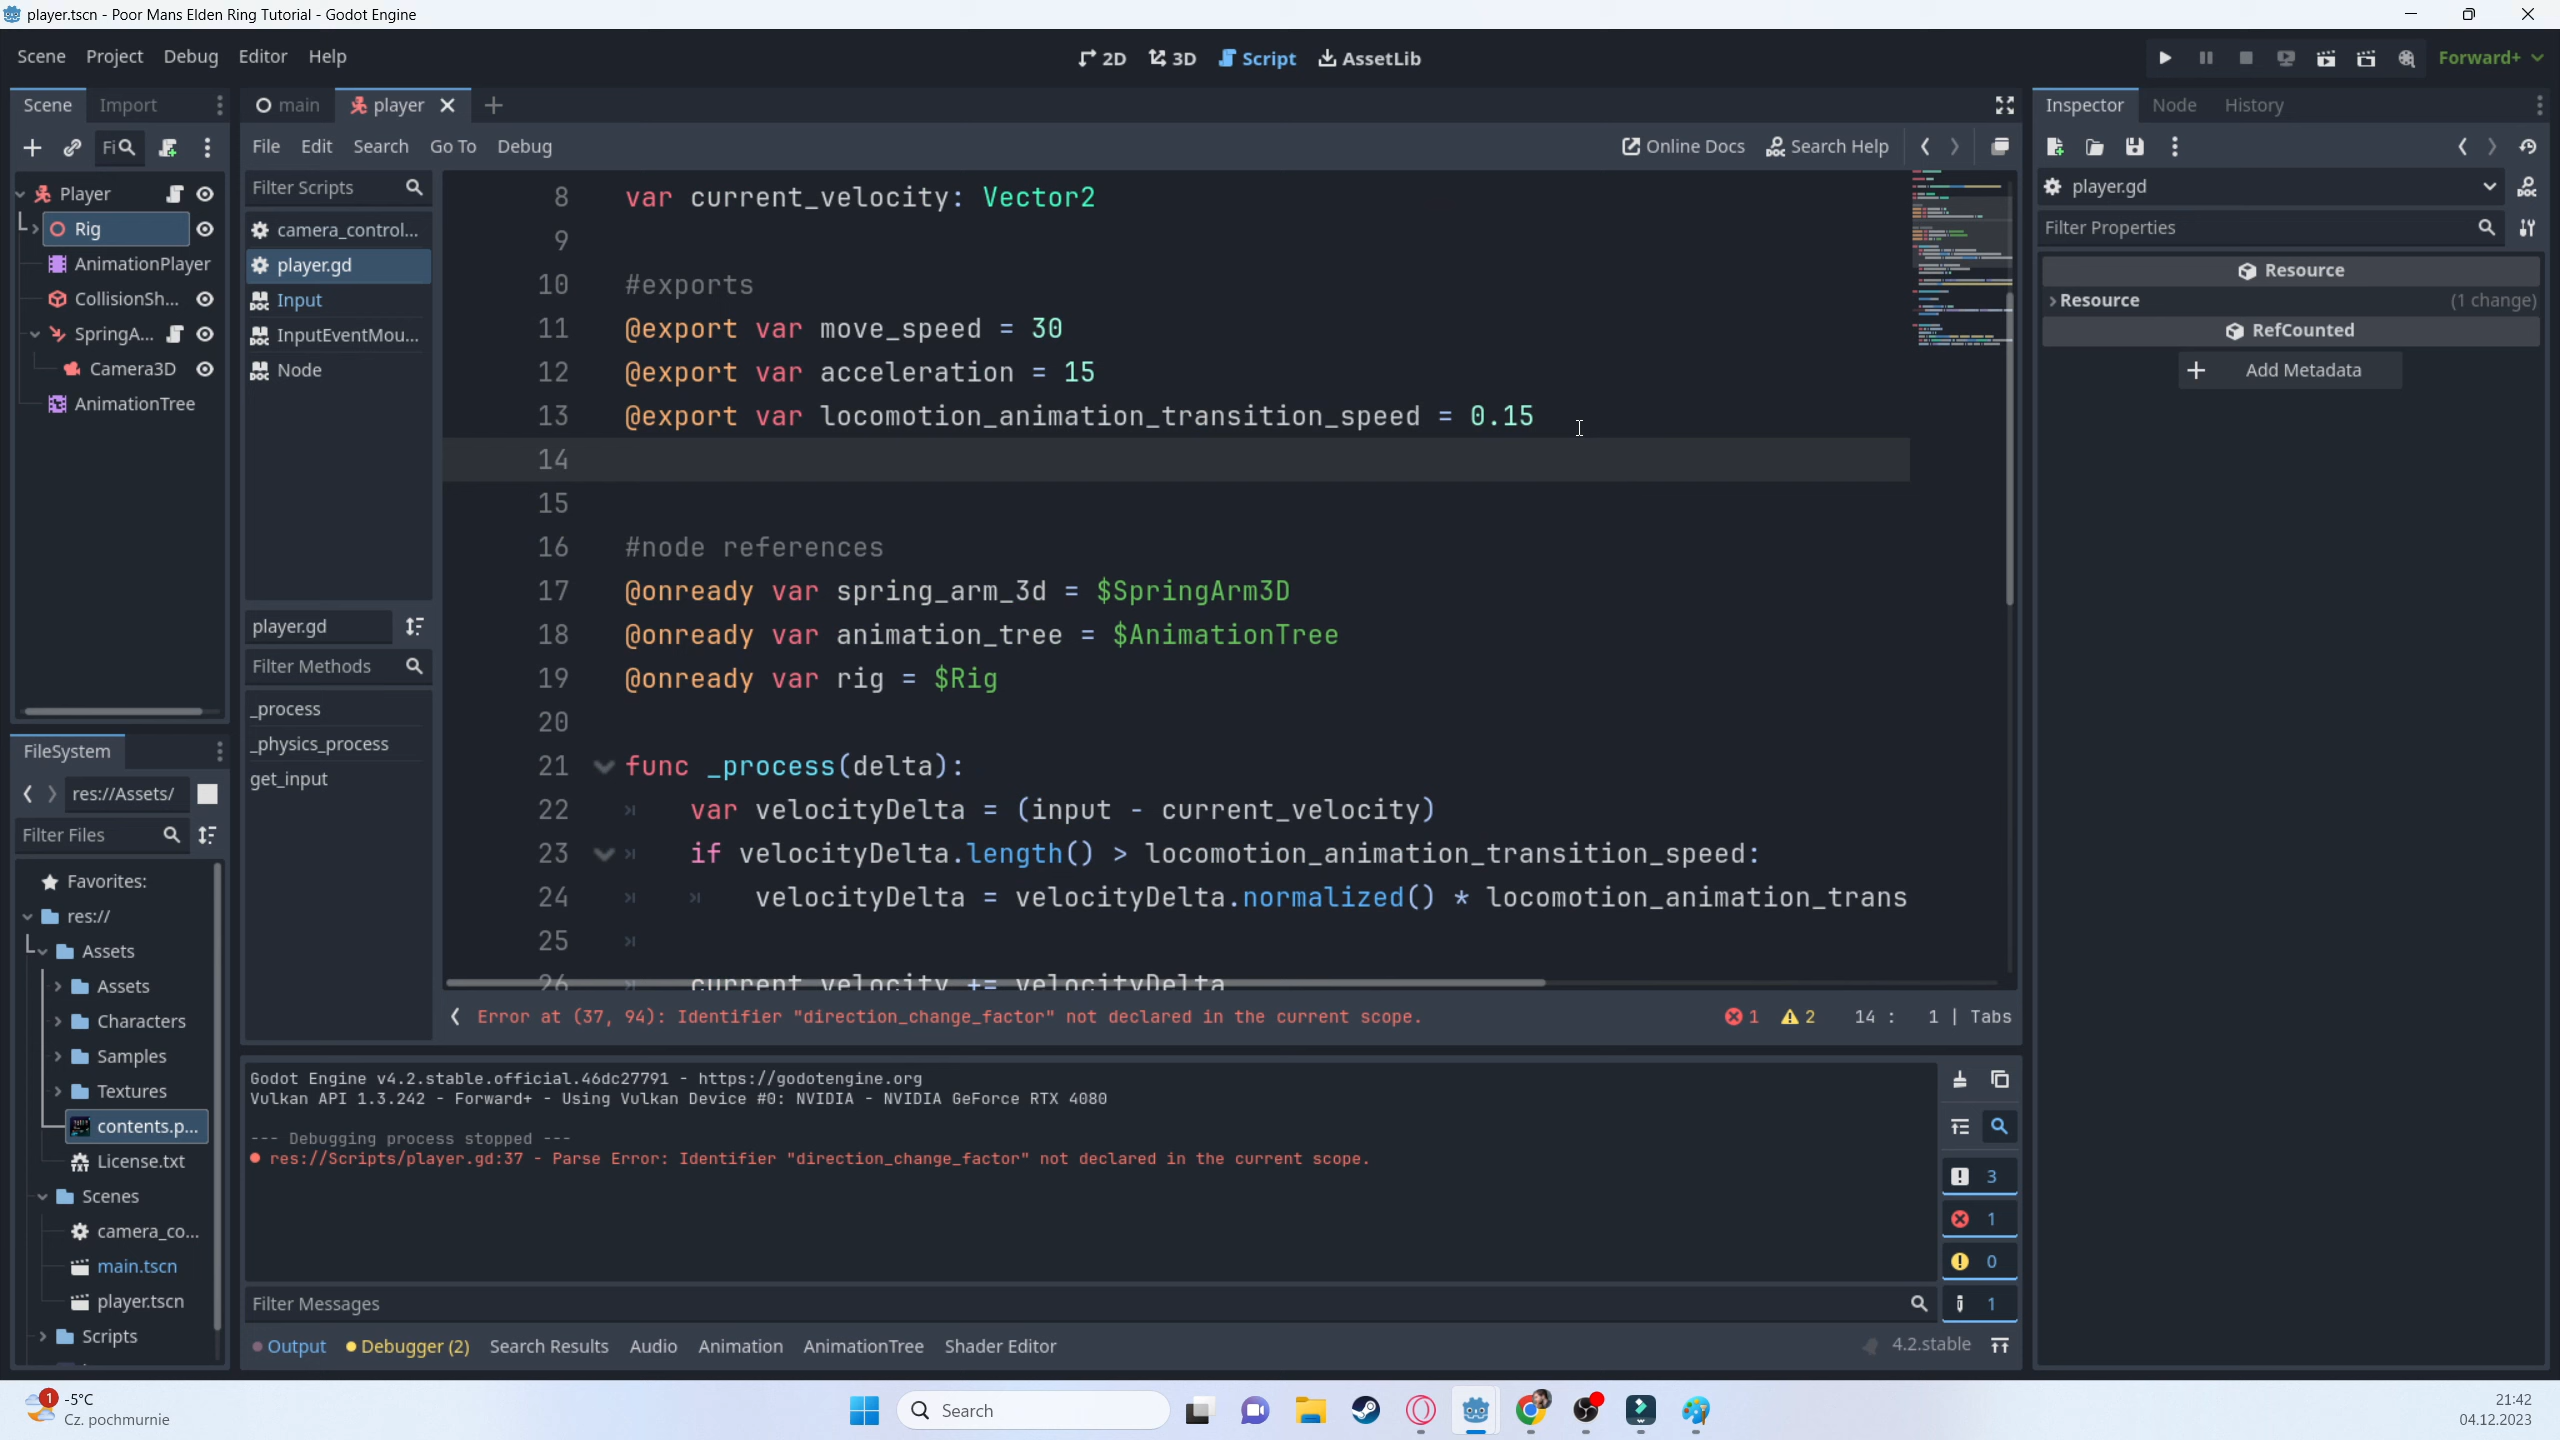 player.tscn - Poor Mans Elden Ring Tutorial - Godot Engine
Scene Project Debug Editor Help
2D 3D Script AssetLib
Forward+
Scene Import
main player
Inspector Node History
Fi
File Edit Search Go To Debug
Online Docs Search Help
Player
Rig
AnimationPlayer
CollisionSh...
SpringA...
Camera3D
AnimationTree
Filter Scripts
camera_control...
player.gd
Input
InputEventMou...
Node
player.gd
Filter Methods
_process
_physics_process
get_input
8 var current_velocity: Vector2
9
10 #exports
11 @export var move_speed = 30
12 @export var acceleration = 15
13 @export var locomotion_animation_transition_speed = 0.15
14
15
16 #node references
17 @onready var spring_arm_3d = $SpringArm3D
18 @onready var animation_tree = $AnimationTree
19 @onready var rig = $Rig
20
21 func _process(delta):
22 var velocityDelta = (input - current_velocity)
23 if velocityDelta.length() > locomotion_animation_transition_speed:
24 velocityDelta = velocityDelta.normalized() * locomotion_animation_trans
25
26 current_velocity += velocityDelta
Error at (37, 94): Identifier "direction_change_factor" not declared in the current scope.
1 2 14 : 1 | Tabs
player.gd
Filter Properties
Resource
Resource (1 change)
RefCounted
Add Metadata
FileSystem
res://Assets/
Filter Files
Favorites:
res://
Assets
Assets
Characters
Samples
Textures
contents.p...
License.txt
Scenes
camera_co...
main.tscn
player.tscn
Scripts
Godot Engine v4.2.stable.official.46dc27791 - https://godotengine.org
Vulkan API 1.3.242 - Forward+ - Using Vulkan Device #0: NVIDIA - NVIDIA GeForce RTX 4080
--- Debugging process stopped ---
res://Scripts/player.gd:37 - Parse Error: Identifier "direction_change_factor" not declared in the current scope.
3
1
0
1
Filter Messages
Output Debugger (2) Search Results Audio Animation AnimationTree Shader Editor
4.2.stable
1
-5°C
Cz. pochmurnie
Search
21:42
04.12.2023